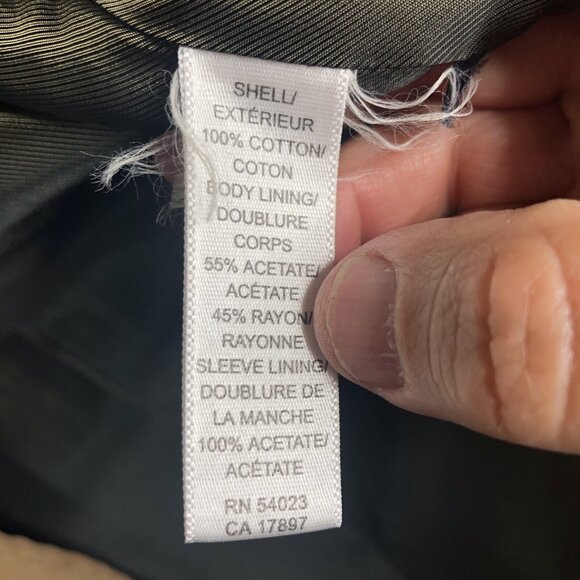 SHELL/
EXTÉRIEUR
100% COTTON/
COTON
BODY LINING/
DOUBLURE
CORPS
55% ACETATE/
ACÉTATE
45% RAYON/
RAYONNE
SLEEVE LINING/
DOUBLURE DE
LA MANCHE
100% ACETATE/
ACÉTATE
RN 54023
CA 17897